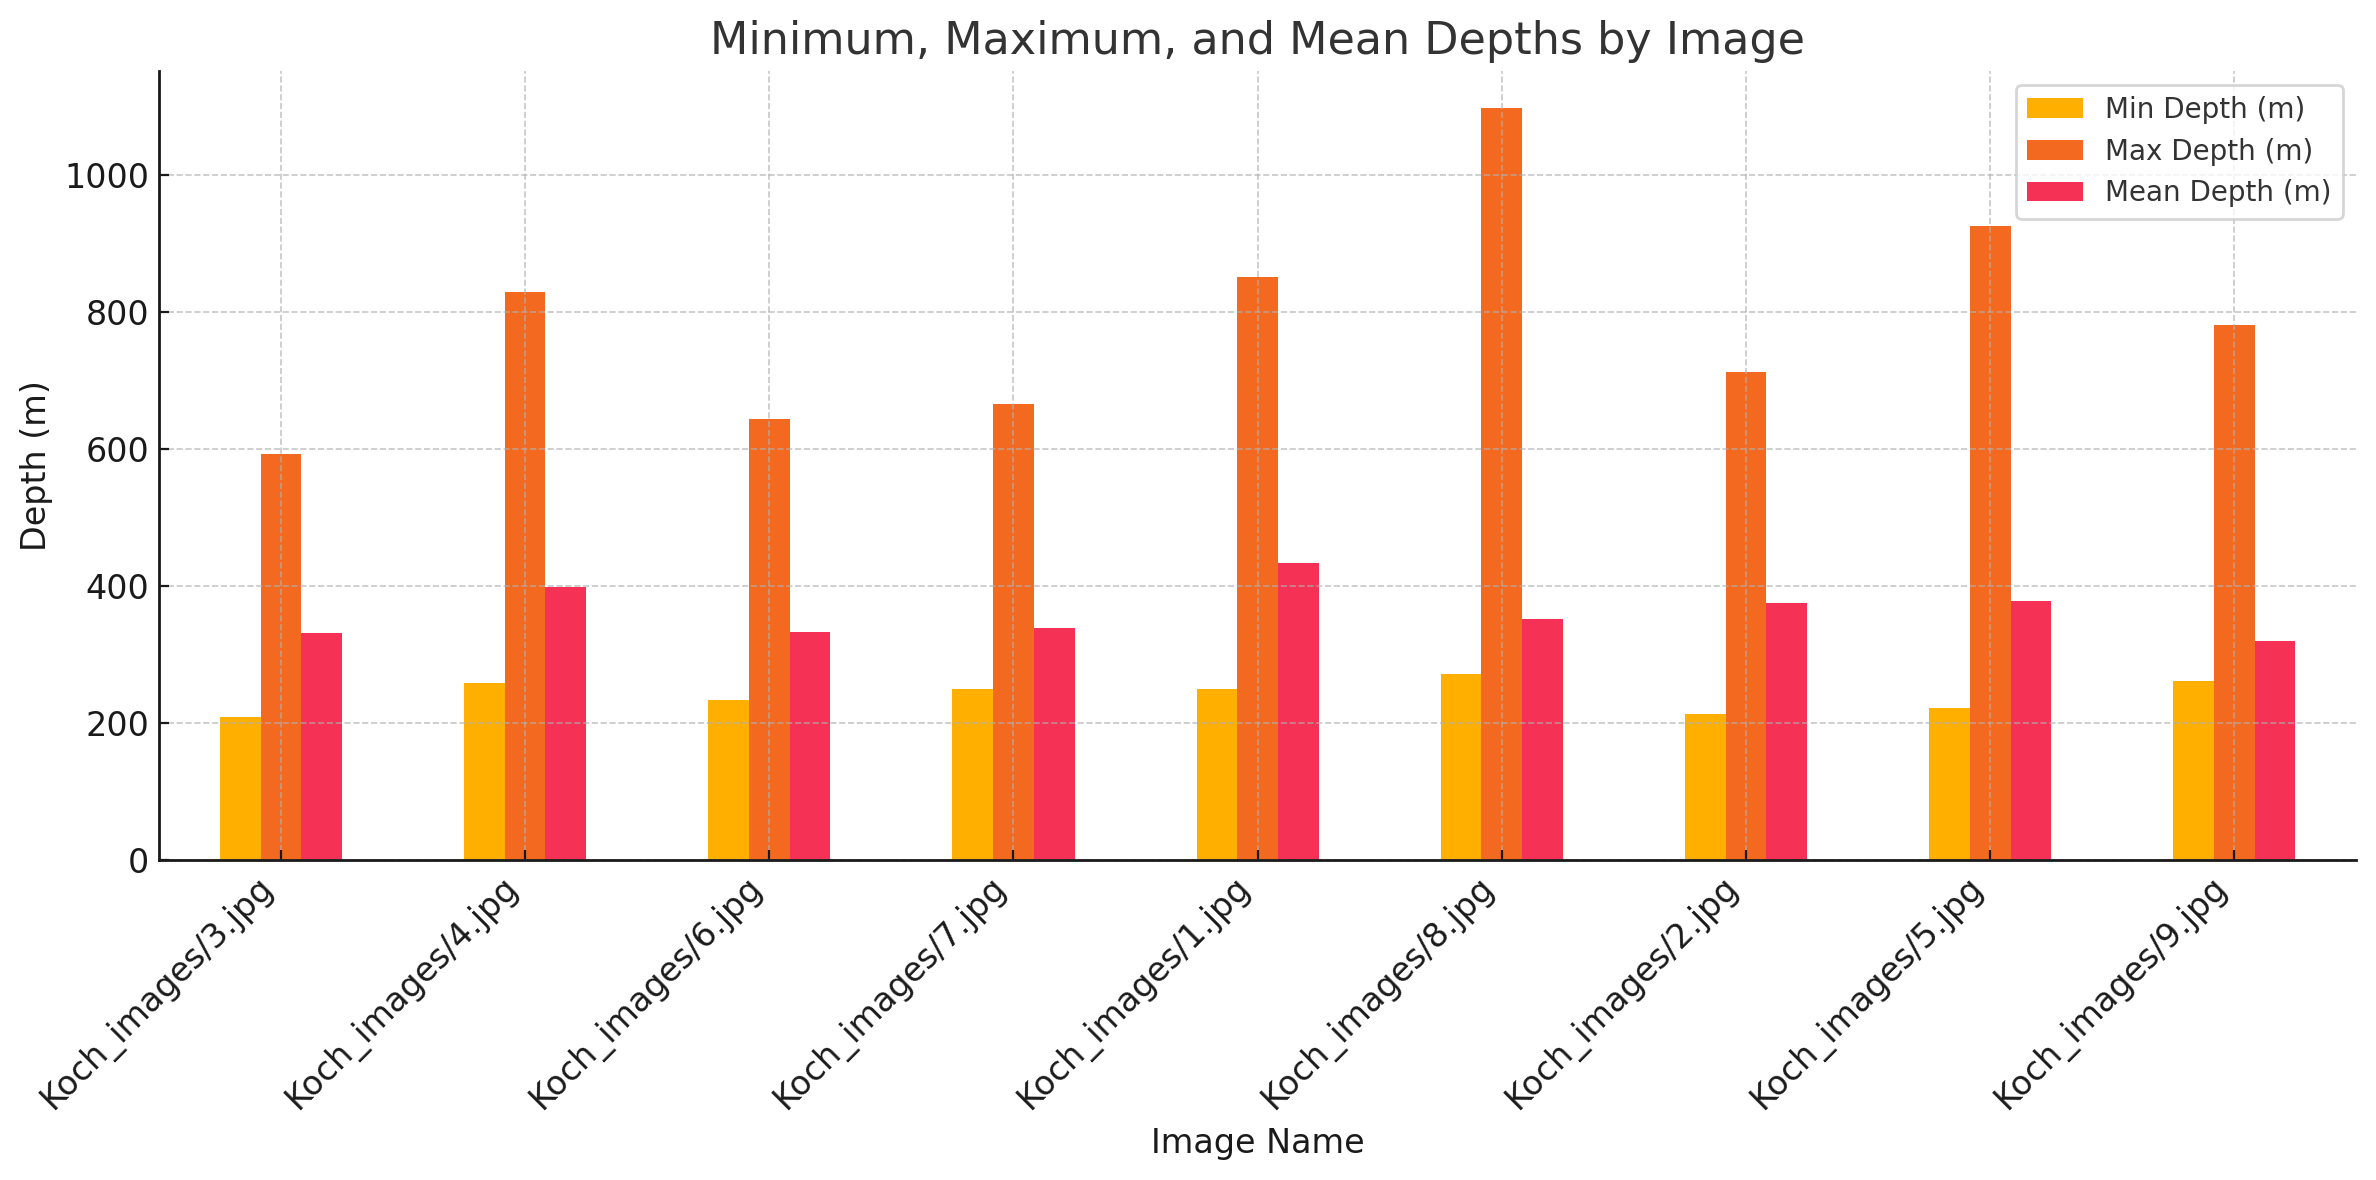 Minimum, Maximum, and Mean Depths by Image
Min Depth (m)
Max Depth (m)
Mean Depth (m)
Depth (m)
1000
800
600
400
200
0
Koch_images/3.jpg
Koch_images/4.jpg
Koch_images/6.jpg
Koch_images/7.jpg
Koch_images/1.jpg
Koch_images/8.jpg
Koch_images/2.jpg
Koch_images/5.jpg
Koch_images/9.jpg
Image Name